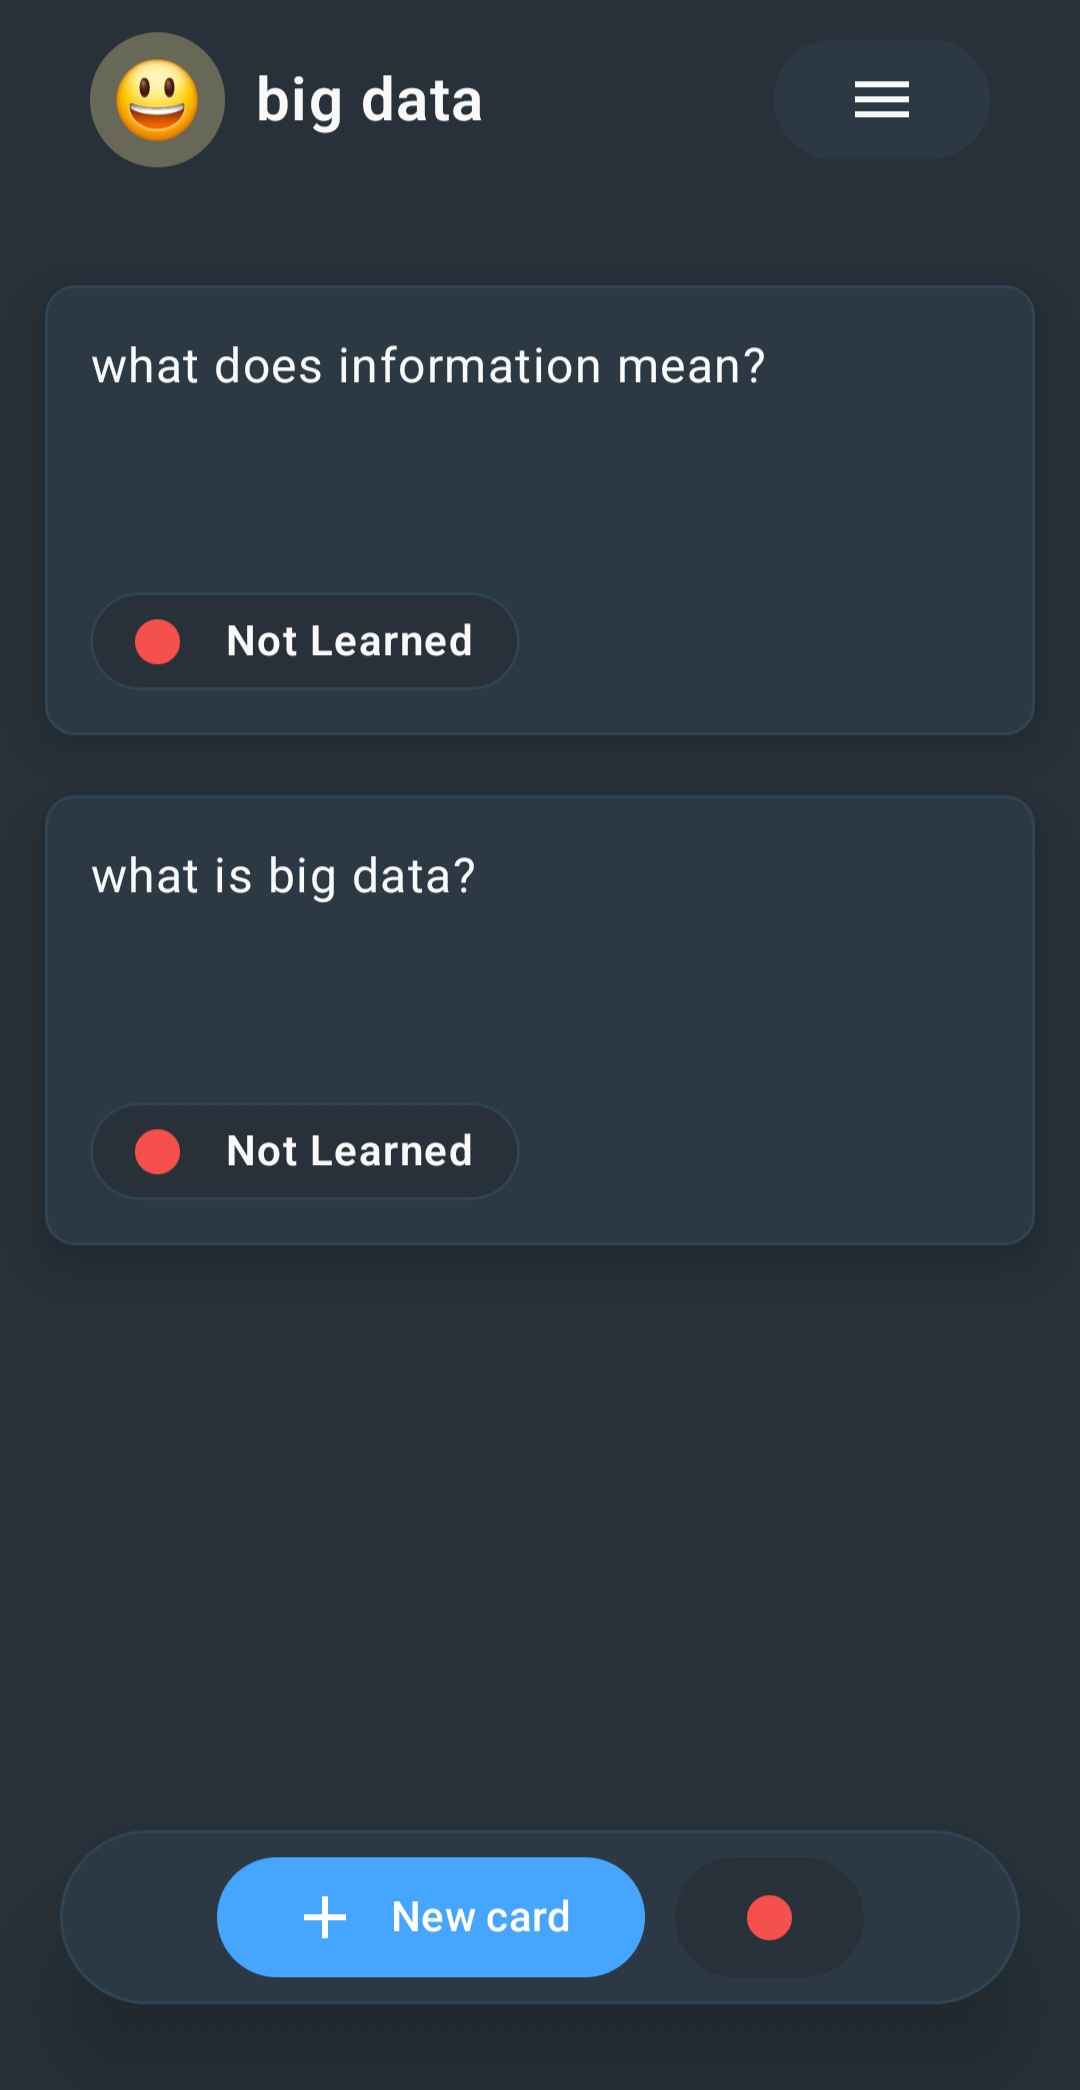 big data
what does information mean?
Not Learned
what is big data?
Not Learned
New card